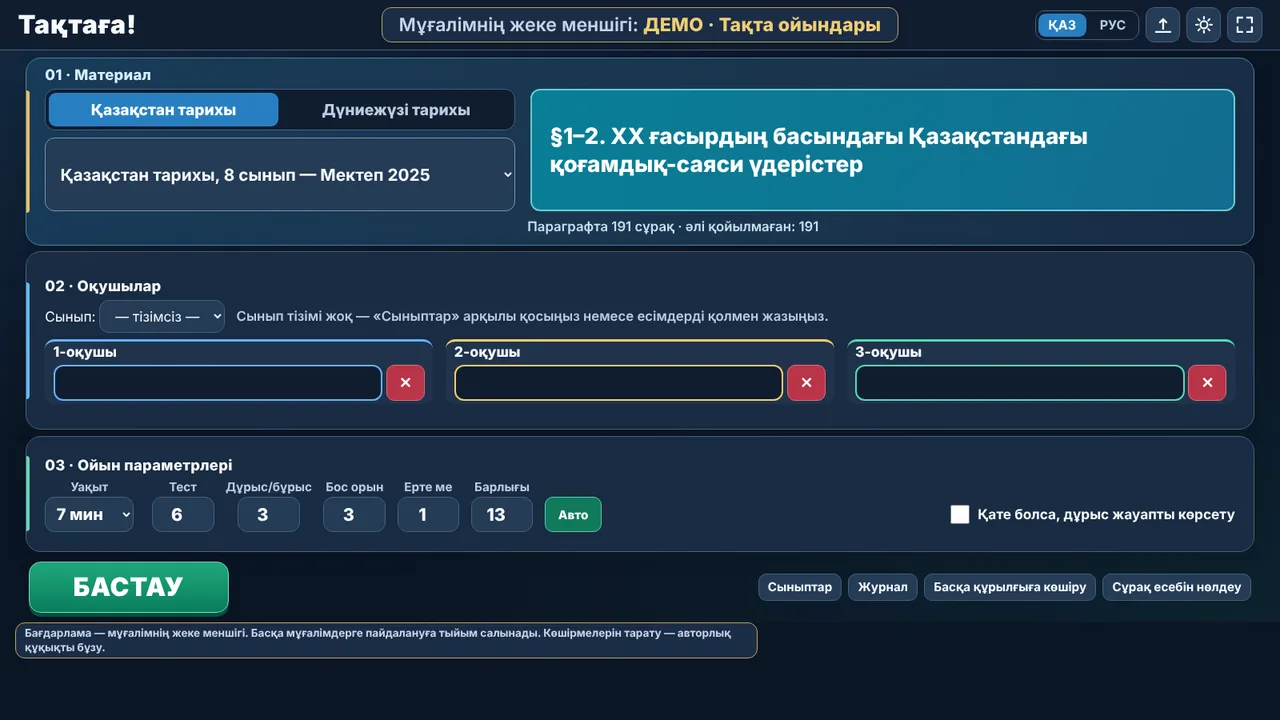 Тақтаға!
Мұғалімнің жеке меншігі: ДЕМО · Тақта ойындары
ҚАЗ РУС
01 · Материал
Қазақстан тарихы
Дүниежүзі тарихы
Қазақстан тарихы, 8 сынып — Мектеп 2025
§1–2. XX ғасырдың басындағы Қазақстандағы
қоғамдық-саяси үдерістер
Параграфта 191 сұрақ · әлі қойылмаған: 191
02 · Оқушылар
Сынып: — тізімсіз — Сынып тізімі жоқ — «Сыныптар» арқылы қосыңыз немесе есімдерді қолмен жазыңыз.
1-оқушы
2-оқушы
3-оқушы
03 · Ойын параметрлері
Уақыт Тест Дұрыс/бұрыс Бос орын Ерте ме Барлығы
7 мин 6 3 3 1 13 Авто
Қате болса, дұрыс жауапты көрсету
БАСТАУ
Сыныптар Журнал Басқа құрылғыға көшіру Сұрақ есебін нөлдеу
Бағдарлама — мұғалімнің жеке меншігі. Басқа мұғалімдерге пайдалануға тыйым салынады. Көшірмелерін тарату — авторлық
құқықты бұзу.